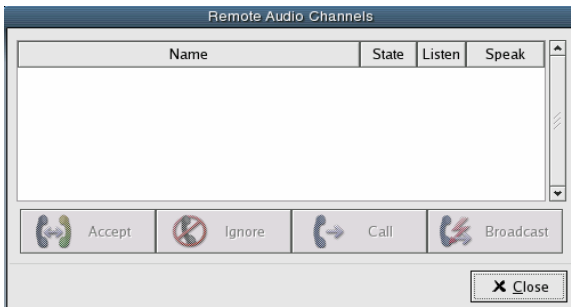 Remote Audio Channels
Name State Listen Speak
Accept Ignore Call Broadcast
Close